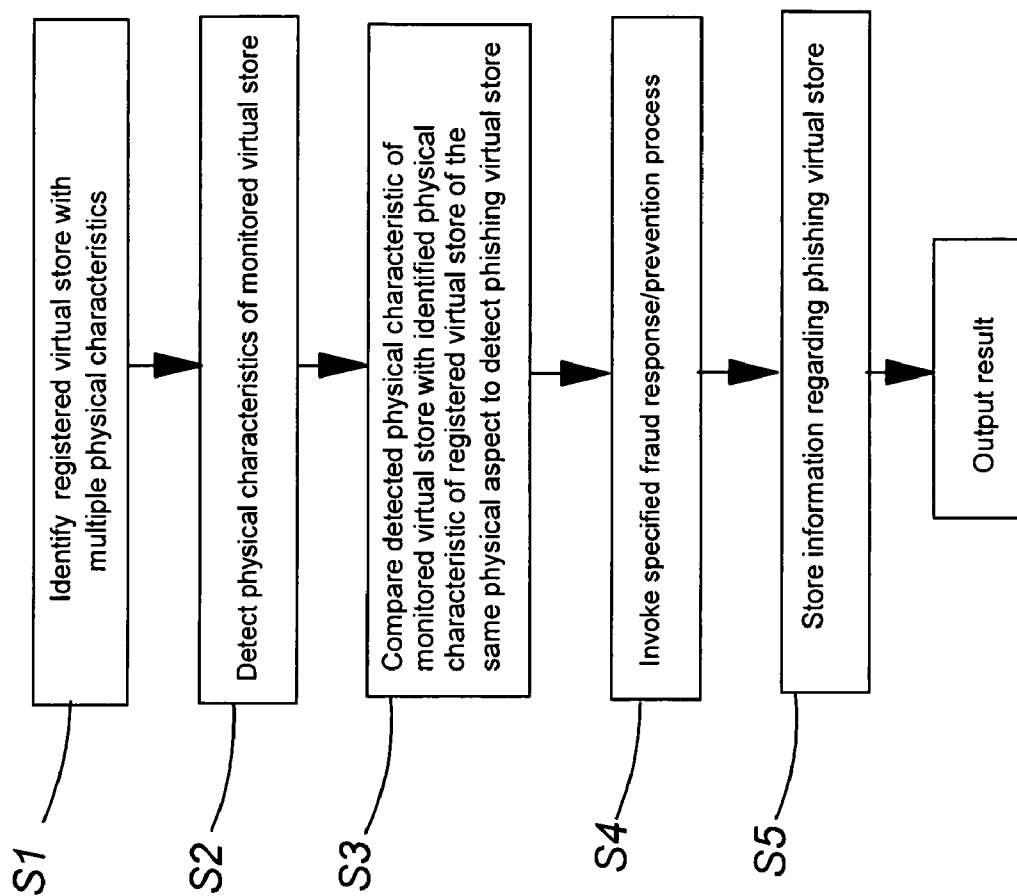 S1
Identify registered virtual store with
multiple physical characteristics
S2
Detect physical characteristics of monitored virtual store
S3
Compare detected physical characteristic of
monitored virtual store with identified physical
characteristic of registered virtual store of the
same physical aspect to detect phishing virtual store
S4
Invoke specified fraud response/prevention process
S5
Store information regarding phishing virtual store
Output result